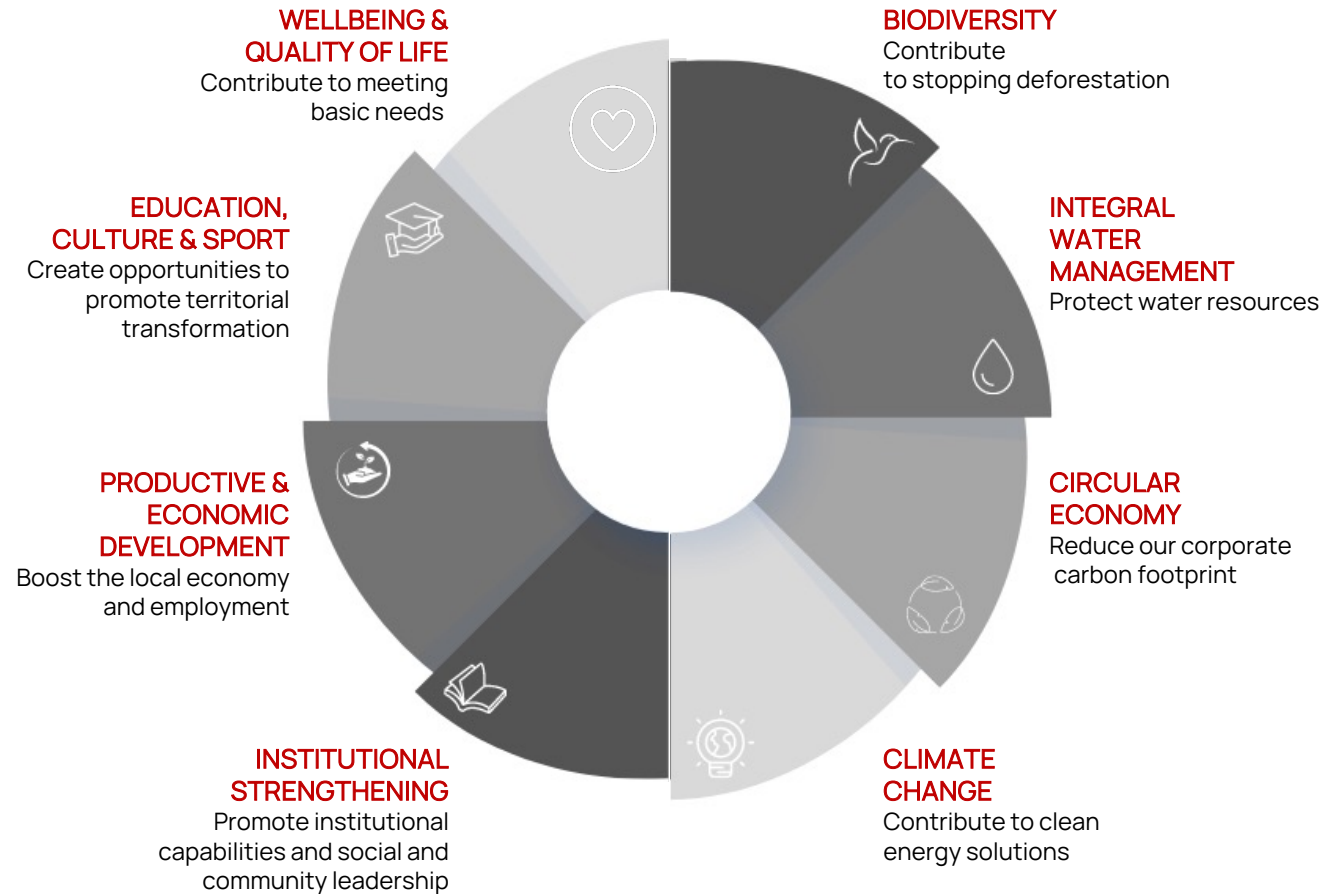 WELLBEING &
QUALITY OF LIFE
Contribute to meeting
basic needs
BIODIVERSITY
Contribute
to stopping deforestation
EDUCATION,
CULTURE & SPORT
Create opportunities to
promote territorial
transformation
INTEGRAL
WATER
MANAGEMENT
Protect water resources
PRODUCTIVE &
ECONOMIC
DEVELOPMENT
Boost the local economy
and employment
CIRCULAR
ECONOMY
Reduce our corporate
carbon footprint
INSTITUTIONAL
STRENGTHENING
Promote institutional
capabilities and social and
community leadership
CLIMATE
CHANGE
Contribute to clean
energy solutions